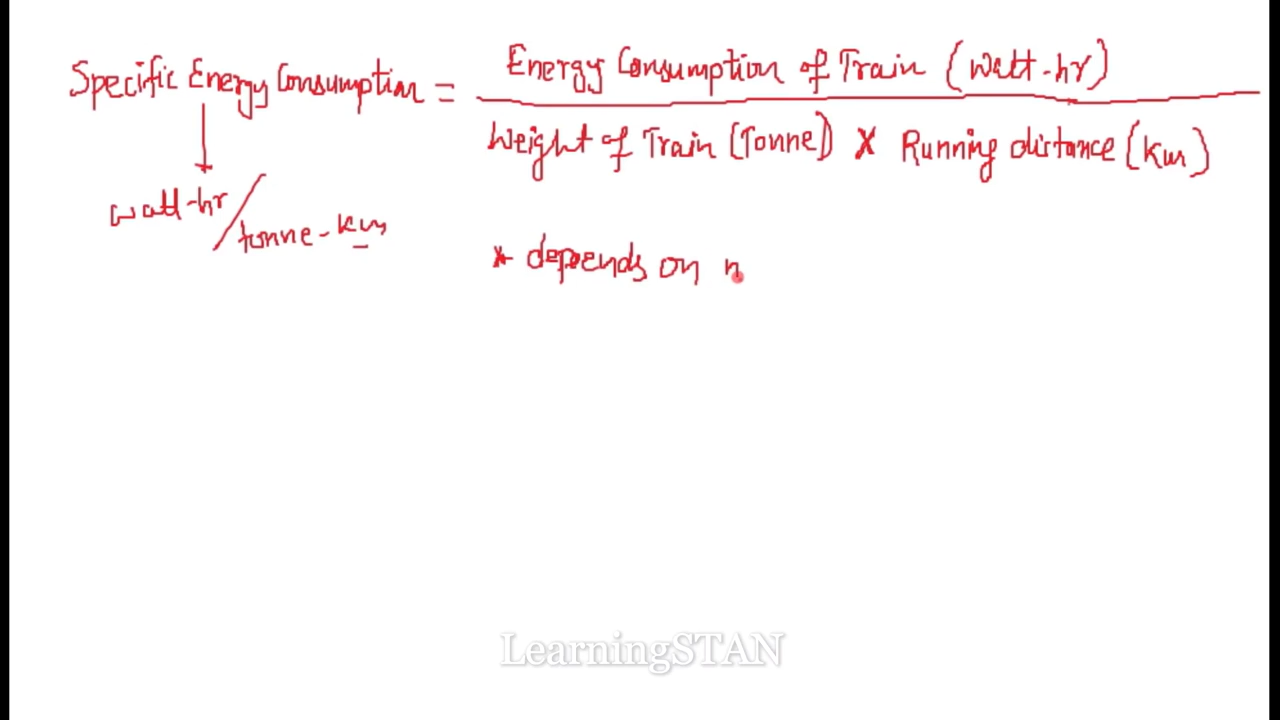 Specific Energy Consumption = Energy Consumption of Train (watt-hr)
Weight of Train (Tonne) X Running distance (km)
watt-hr/tonne-km
* depends on n
LearningSTAN